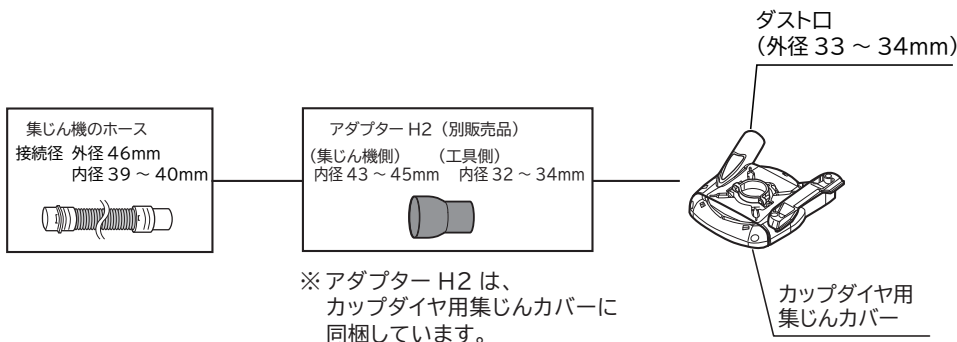 ダスト口
（外径 33 ～ 34mm）
集じん機のホース
接続径 外径 46mm
内径 39 ～ 40mm
アダプター H2（別販売品）
（集じん機側） （工具側）
内径 43 ～ 45mm 内径 32 ～ 34mm
※ アダプター H2 は、
カップダイヤ用集じんカバーに
同梱しています。
カップダイヤ用
集じんカバー